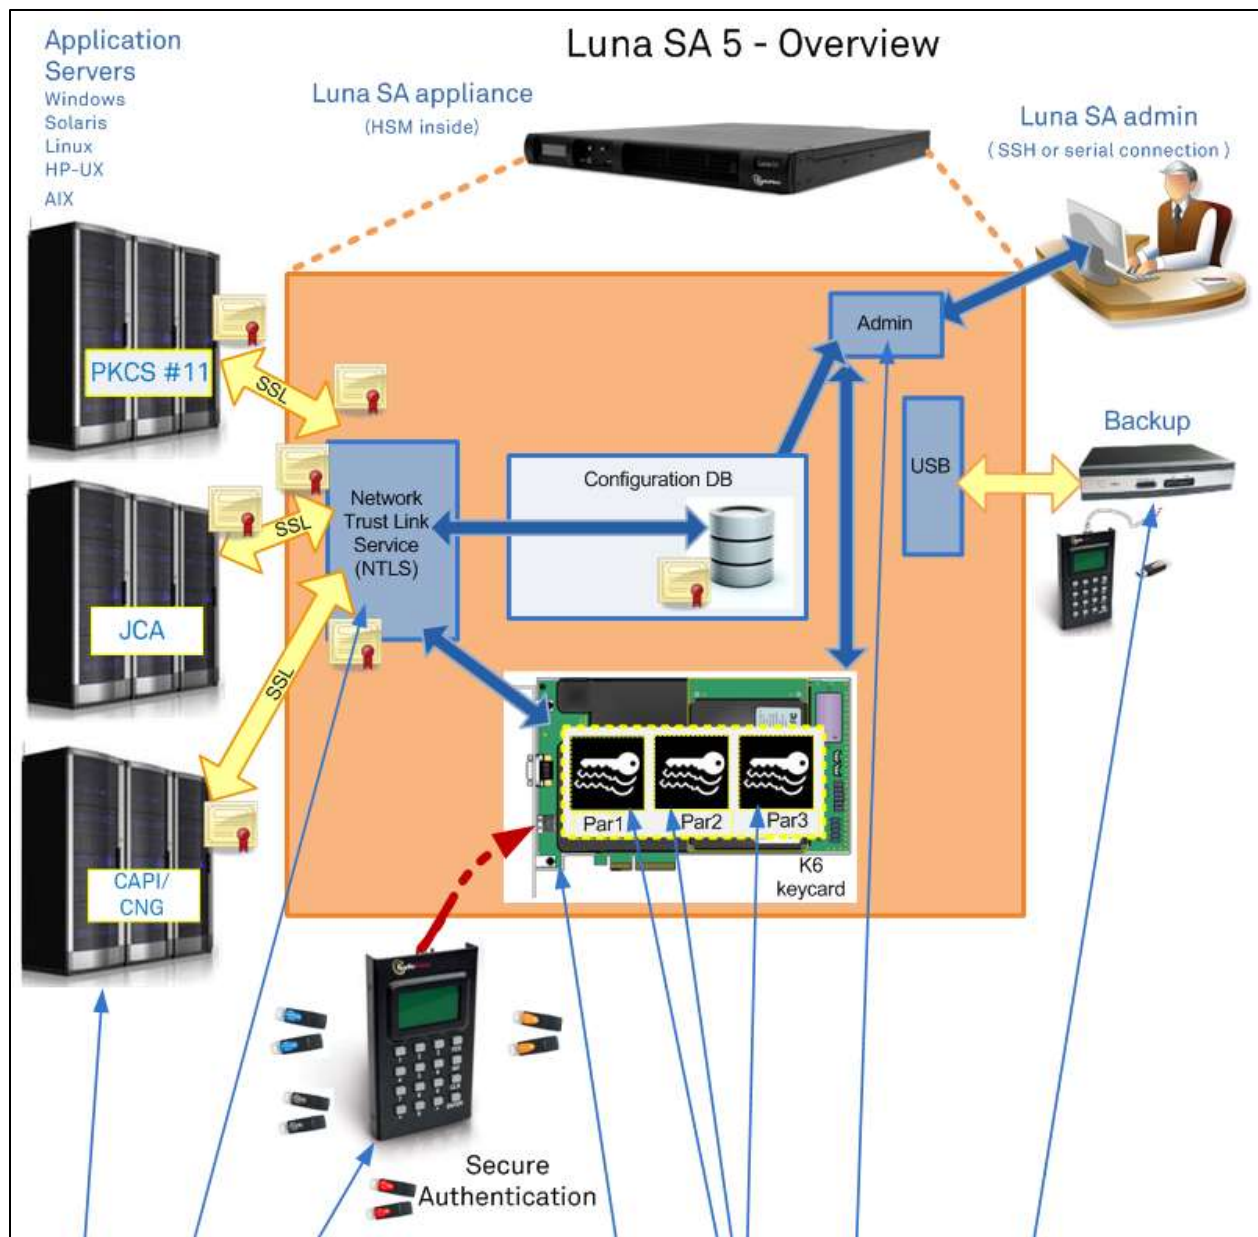 Luna SA 5 - Overview
Application
Servers
Windows
Solaris
Linux
HP-UX
AIX
Luna SA appliance
(HSM inside)
Luna SA admin
( SSH or serial connection )
PKCS #11
SSL
JCA
SSL
CAPI/
CNG
SSL
Network
Trust Link
Service
(NTLS)
Configuration DB
Admin
USB
Backup
Par1
Par2
Par3
K6
keycard
Secure
Authentication